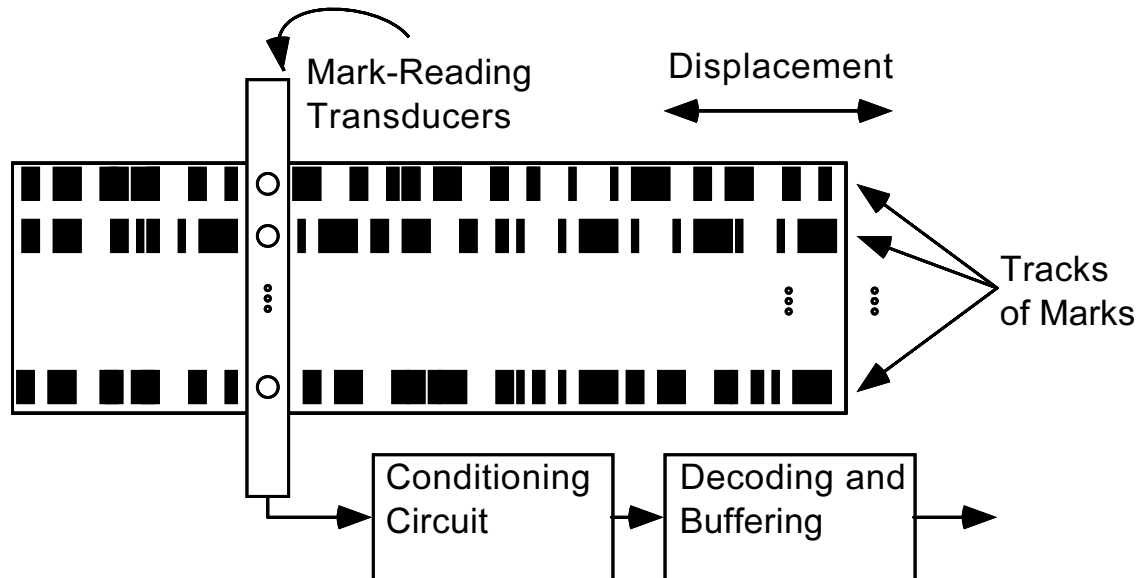 Mark-Reading
Transducers
Displacement
Tracks
of Marks
Conditioning
Circuit
Decoding and
Buffering